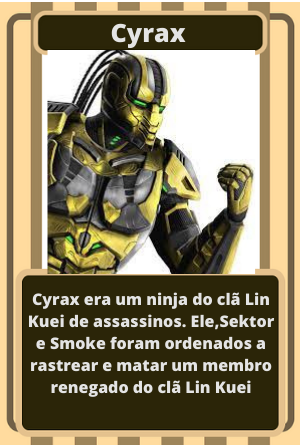 Cyrax
Cyrax era um ninja do clã Lin
Kuei de assassinos. Ele,Sektor
e Smoke foram ordenados a
rastrear e matar um membro
renegado do clã Lin Kuei